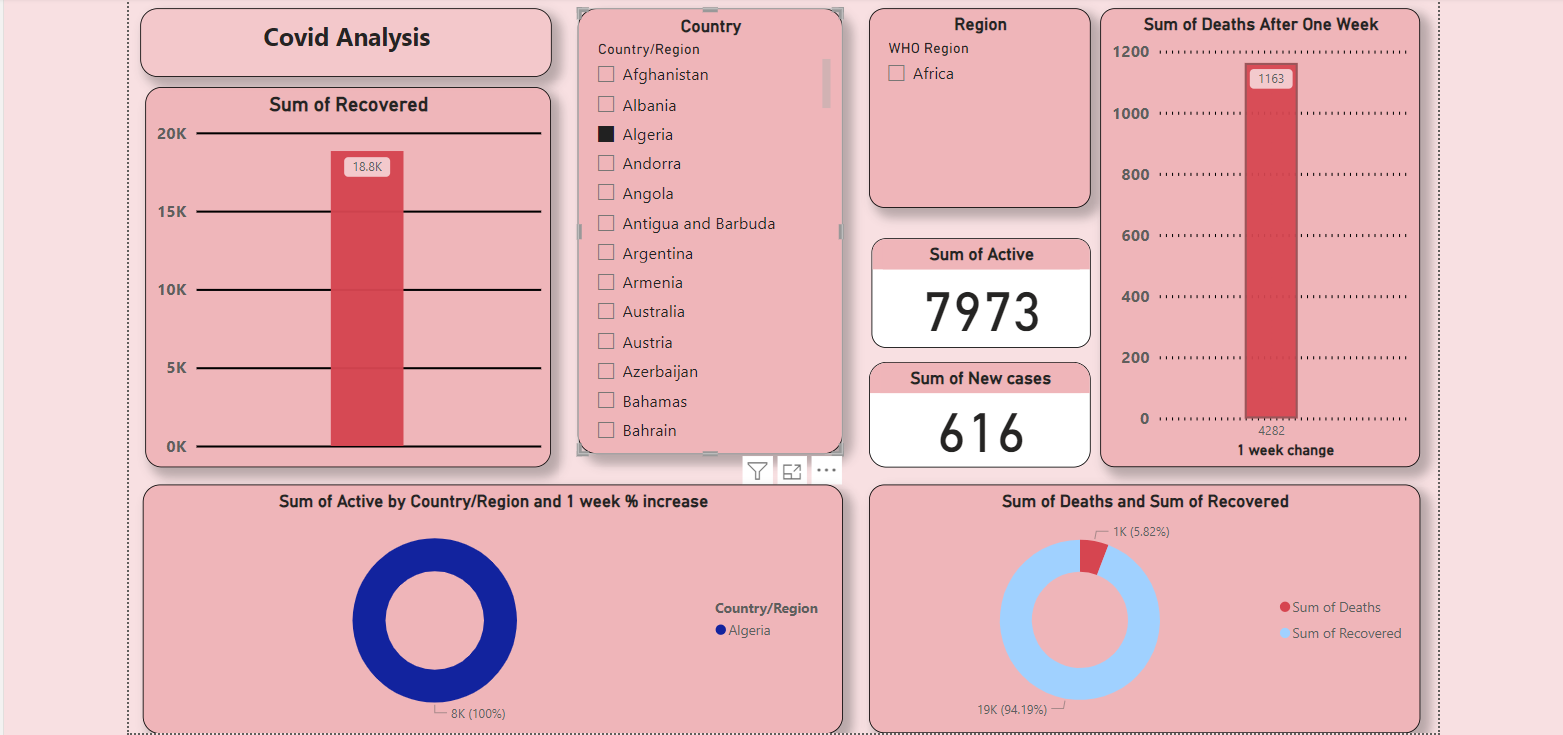 Covid Analysis
Sum of Recovered
20K
15K
10K
5K
0K
18.8K
Country
Country/Region
Afghanistan
Albania
Algeria
Andorra
Angola
Antigua and Barbuda
Argentina
Armenia
Australia
Austria
Azerbaijan
Bahamas
Bahrain
Region
WHO Region
Africa
Sum of Active
7973
Sum of New cases
616
Sum of Deaths After One Week
1200
1000
800
600
400
200
0
1163
4282
1 week change
Sum of Active by Country/Region and 1 week % increase
8K (100%)
Country/Region
Algeria
Sum of Deaths and Sum of Recovered
1K (5.82%)
19K (94.19%)
Sum of Deaths
Sum of Recovered